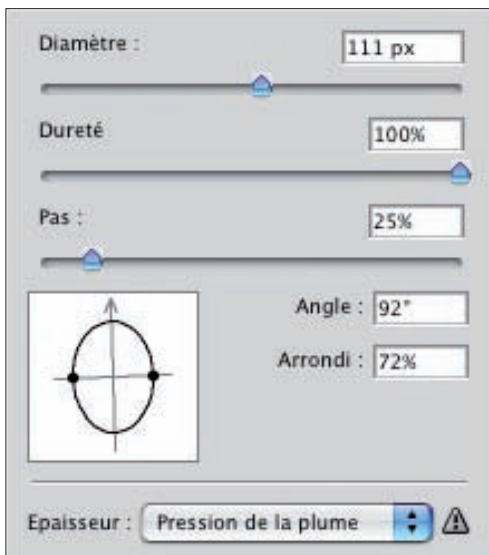 Diamètre : 111 px
Dureté 100%
Pas : 25%
Angle : 92°
Arrondi : 72%
Epaisseur : Pression de la plume